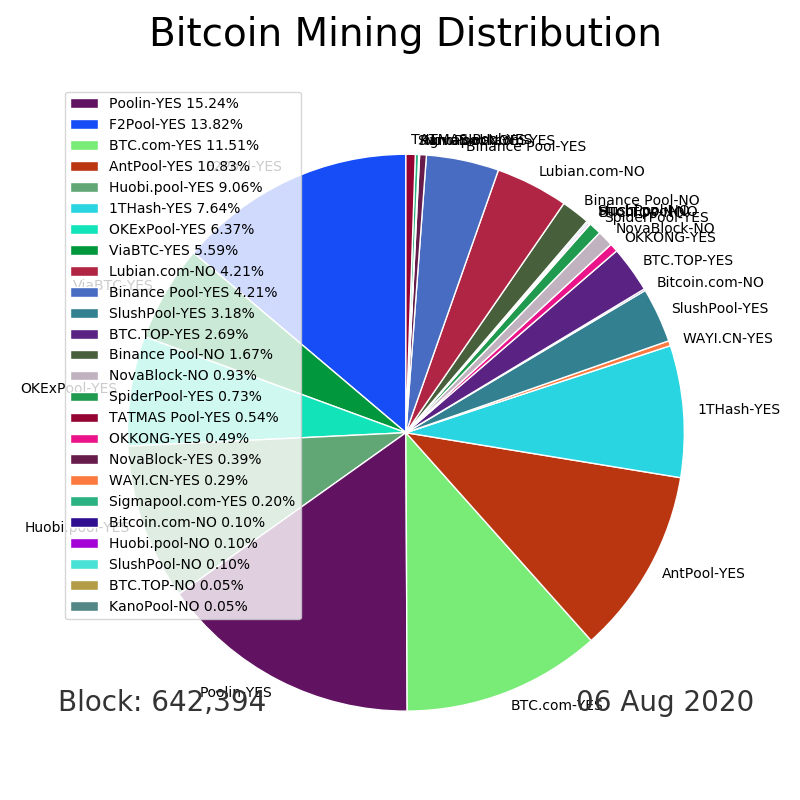 Bitcoin Mining Distribution
Poolin-YES 15.24%
F2Pool-YES 13.82%
BTC.com-YES 11.51%
AntPool-YES 10.83%
Huobi.pool-YES 9.06%
1THash-YES 7.64%
OKExPool-YES 6.37%
ViaBTC-YES 5.59%
Lubian.com-NO 4.21%
Binance Pool-YES 4.21%
SlushPool-YES 3.18%
BTC.TOP-YES 2.69%
Binance Pool-NO 1.67%
NovaBlock-NO 0.93%
SpiderPool-YES 0.73%
TATMAS Pool-YES 0.54%
OKKONG-YES 0.49%
NovaBlock-YES 0.39%
WAYI.CN-YES 0.29%
Sigmapool.com-YES 0.20%
Bitcoin.com-NO 0.10%
Huobi.pool-NO 0.10%
SlushPool-NO 0.10%
BTC.TOP-NO 0.05%
KanoPool-NO 0.05%
Binance Pool-YES
Lubian.com-NO
Binance Pool-NO
SpiderPool-YES
NovaBlock-NO
OKKONG-YES
BTC.TOP-YES
Bitcoin.com-NO
SlushPool-YES
WAYI.CN-YES
1THash-YES
AntPool-YES
BTC.com-YES
Poolin-YES
Huobi.pool-YES
OKExPool-YES
ViaBTC-YES
F2Pool-YES
Block: 642,394
06 Aug 2020